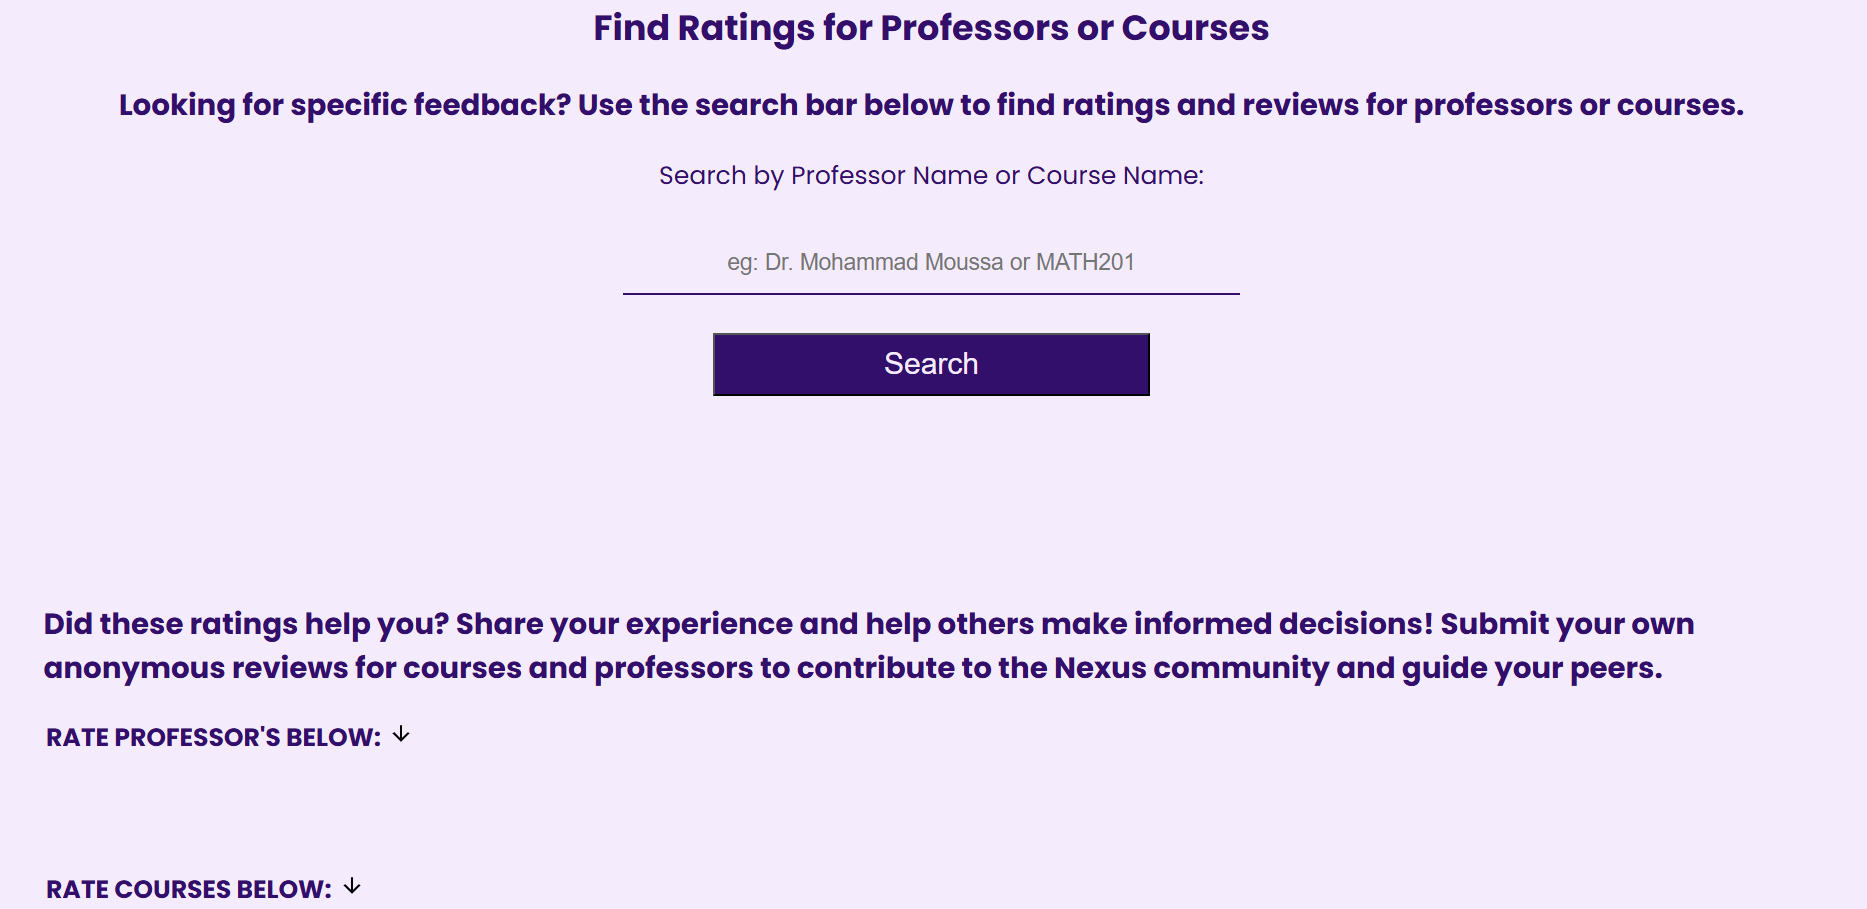 Find Ratings for Professors or Courses
Looking for specific feedback? Use the search bar below to find ratings and reviews for professors or courses.
Search by Professor Name or Course Name:
eg: Dr. Mohammad Moussa or MATH201
Search
Did these ratings help you? Share your experience and help others make informed decisions! Submit your own
anonymous reviews for courses and professors to contribute to the Nexus community and guide your peers.
RATE PROFESSOR'S BELOW: ↓
RATE COURSES BELOW: ↓